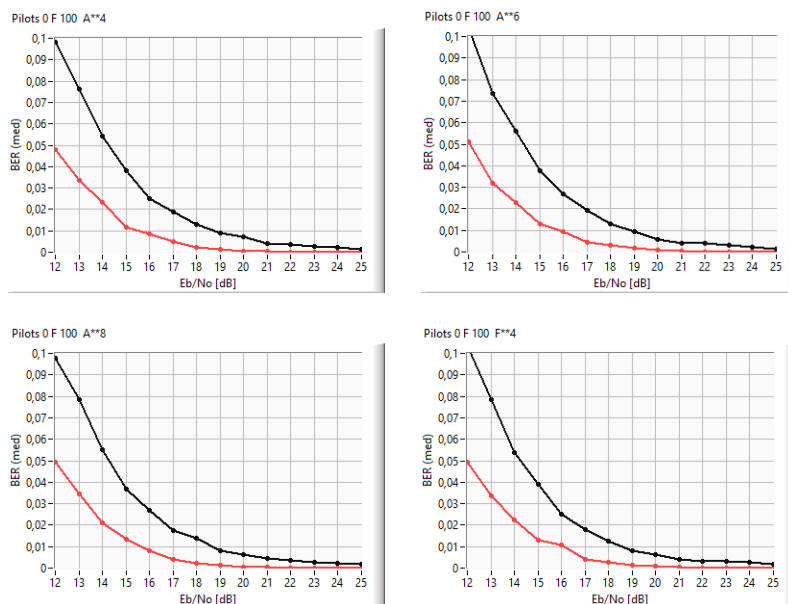 Pilots 0 F 100 A**4
0,1
0,09
0,08
0,07
0,06
0,05
0,04
0,03
0,02
0,01
0
BER (med)
12 13 14 15 16 17 18 19 20 21 22 23 24 25
Eb/No [dB]
Pilots 0 F 100 A**6
0,1
0,09
0,08
0,07
0,06
0,05
0,04
0,03
0,02
0,01
0
BER (med)
12 13 14 15 16 17 18 19 20 21 22 23 24 25
Eb/No [dB]
Pilots 0 F 100 A**8
0,1
0,09
0,08
0,07
0,06
0,05
0,04
0,03
0,02
0,01
0
BER (med)
12 13 14 15 16 17 18 19 20 21 22 23 24 25
Eb/No [dB]
Pilots 0 F 100 F**4
0,1
0,09
0,08
0,07
0,06
0,05
0,04
0,03
0,02
0,01
0
BER (med)
12 13 14 15 16 17 18 19 20 21 22 23 24 25
Eb/No [dB]